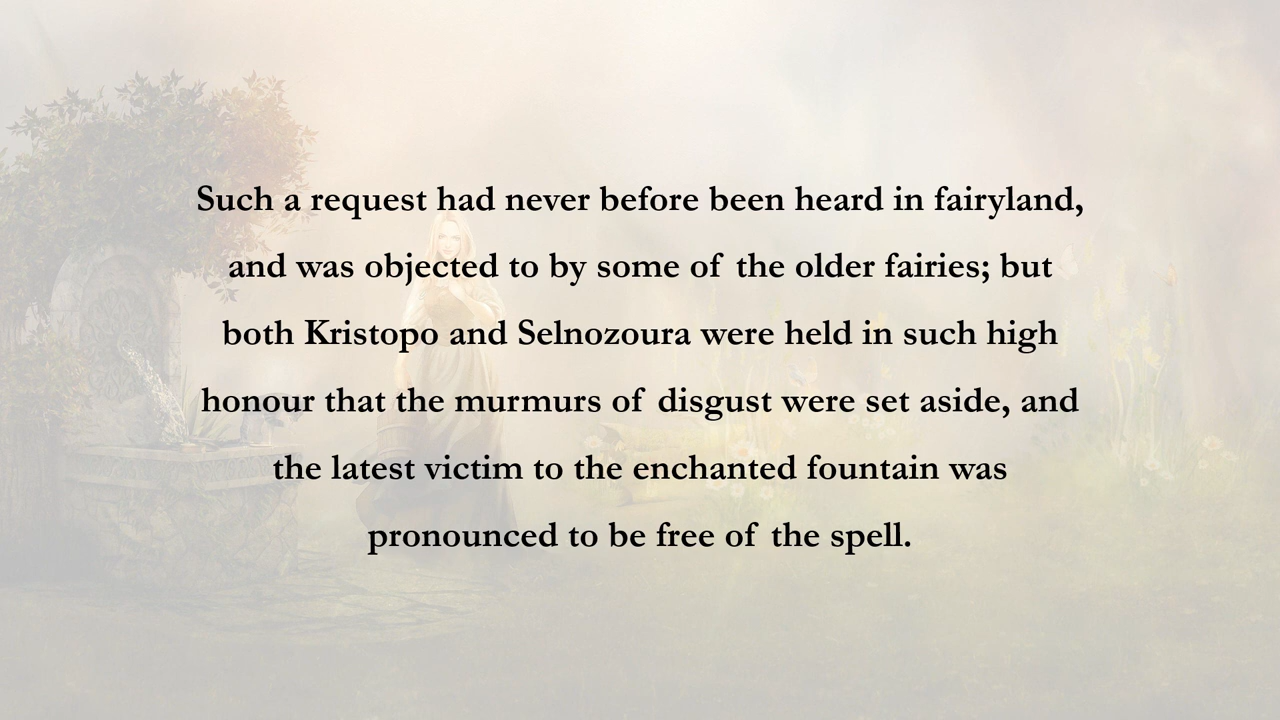 Such a request had never before been heard in fairyland,
and was objected to by some of the older fairies; but
both Kristopo and Selnozoura were held in such high
honour that the murmurs of disgust were set aside, and
the latest victim to the enchanted fountain was
pronounced to be free of the spell.